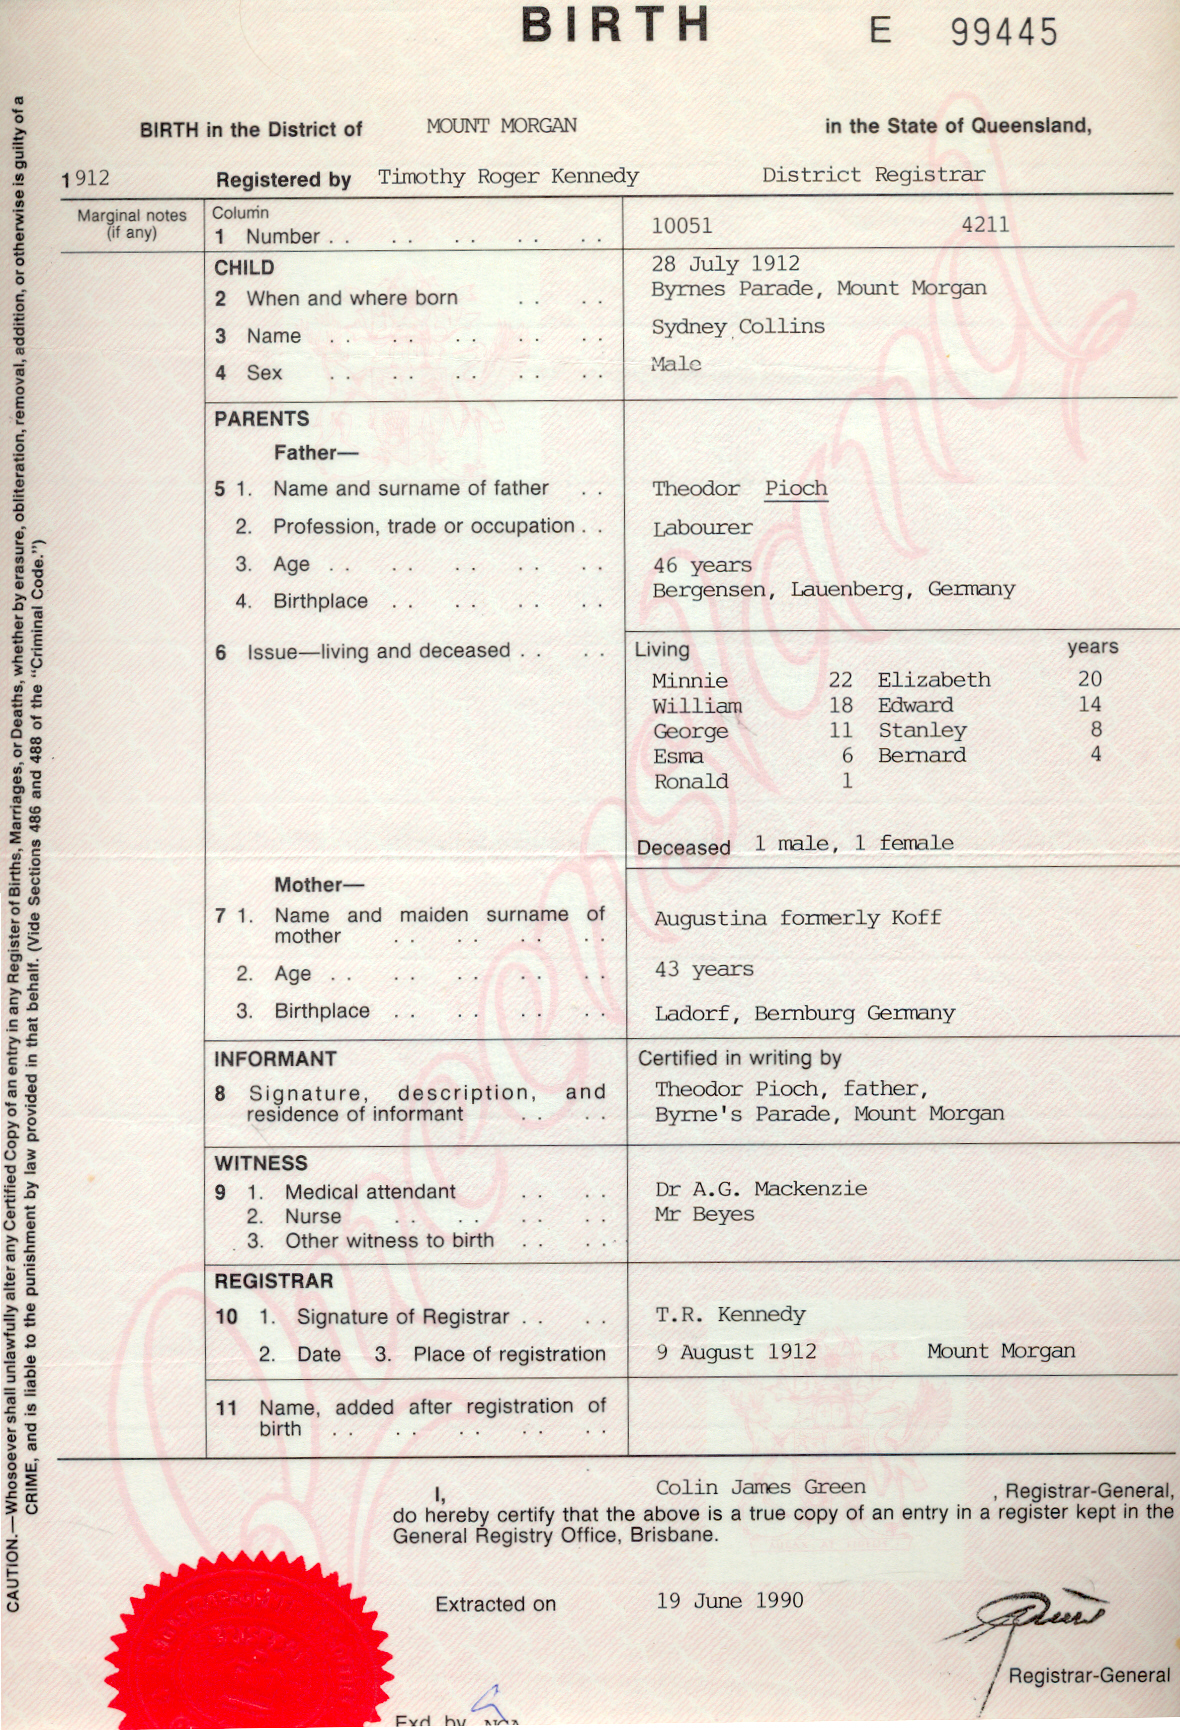 BIRTH E 99445
BIRTH in the District of MOUNT MORGAN in the State of Queensland,
1912 Registered by Timothy Roger Kennedy District Registrar
Marginal notes (if any)
Column
1 Number . . . . . . . . . . 10051 4211
CHILD
2 When and where born . . . . 28 July 1912
Byrnes Parade, Mount Morgan
3 Name . . . . . . . . . . Sydney Collins
4 Sex . . . . . . . . . . Male
PARENTS
Father—
5 1. Name and surname of father . . Theodor Pioch
2. Profession, trade or occupation . . Labourer
3. Age . . . . . . . . . . 46 years
4. Birthplace . . . . . . . . Bergensen, Lauenberg, Germany
6 Issue—living and deceased . . . . Living years
Minnie 22 Elizabeth 20
William 18 Edward 14
George 11 Stanley 8
Esma 6 Bernard 4
Ronald 1
Deceased 1 male, 1 female
Mother—
7 1. Name and maiden surname of
mother . . . . . . . . Augustina formerly Koff
2. Age . . . . . . . . . . 43 years
3. Birthplace . . . . . . . . Ladorf, Bernburg Germany
INFORMANT Certified in writing by
8 Signature, description, and Theodor Pioch, father,
residence of informant . . . . Byrne's Parade, Mount Morgan
WITNESS
9 1. Medical attendant . . . . Dr A.G. Mackenzie
2. Nurse . . . . . . . . Mr Beyes
3. Other witness to birth . . . .
REGISTRAR
10 1. Signature of Registrar . . . . T.R. Kennedy
2. Date 3. Place of registration 9 August 1912 Mount Morgan
11 Name, added after registration of
birth . . . . . . . . . .
I, Colin James Green , Registrar-General,
do hereby certify that the above is a true copy of an entry in a register kept in the
General Registry Office, Brisbane.
Extracted on 19 June 1990
Registrar-General
Exd. by
CAUTION.—Whosoever shall unlawfully alter any Certified Copy of an entry in any Register of Births, Marriages, or Deaths, whether by erasure, obliteration, removal, addition, or otherwise is guilty of a
CRIME, and is liable to the punishment by law provided in that behalf. (Vide Sections 486 and 488 of the "Criminal Code.")
Queensland